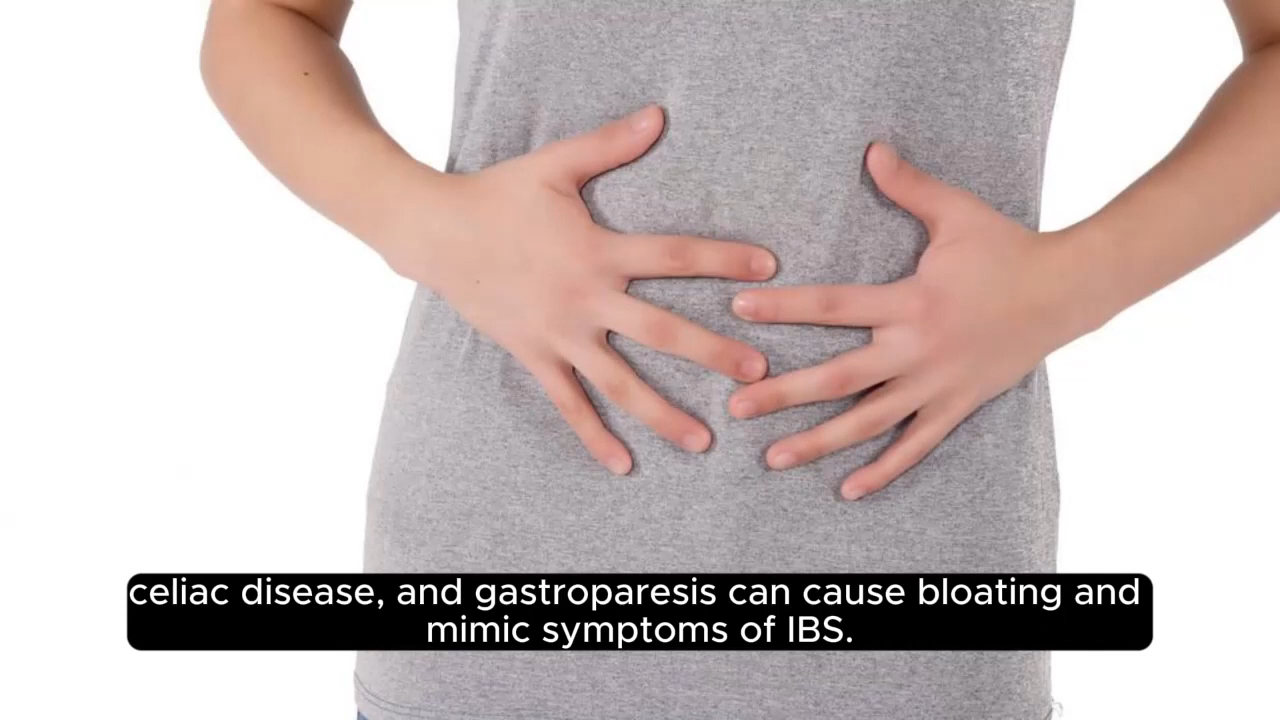 celiac disease, and gastroparesis can cause bloating and
mimic symptoms of IBS.